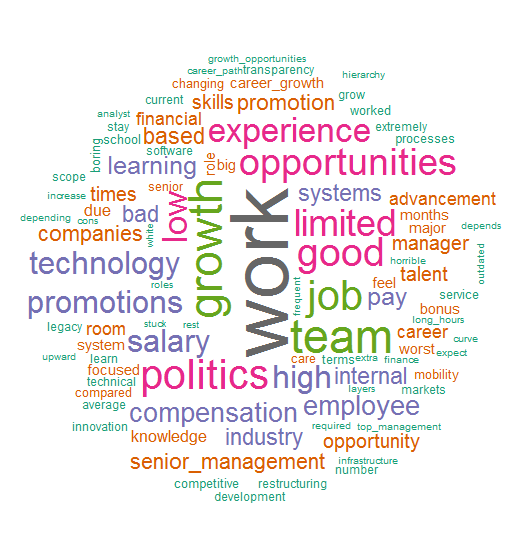 growth_opportunities
career_path transparency
hierarchy
changing career_growth
current skills promotion grow
analyst financial worked
stay based experience extremely
school software processes
boring learning role big opportunities
scope senior systems
increase times low growth work limited advancement
depending due bad months depends
cons major
companies white good manager outdated
technology horrible
roles feel talent
frequent job pay service
promotions bonus
legacy room stuck rest team long_hours
system salary career curve
upward learn worst expect
focused politics care terms extra finance
technical high internal mobility
compared layers markets
average compensation employee
innovation knowledge industry required top_management
opportunity
senior_management infrastructure
number
competitive restructuring
development